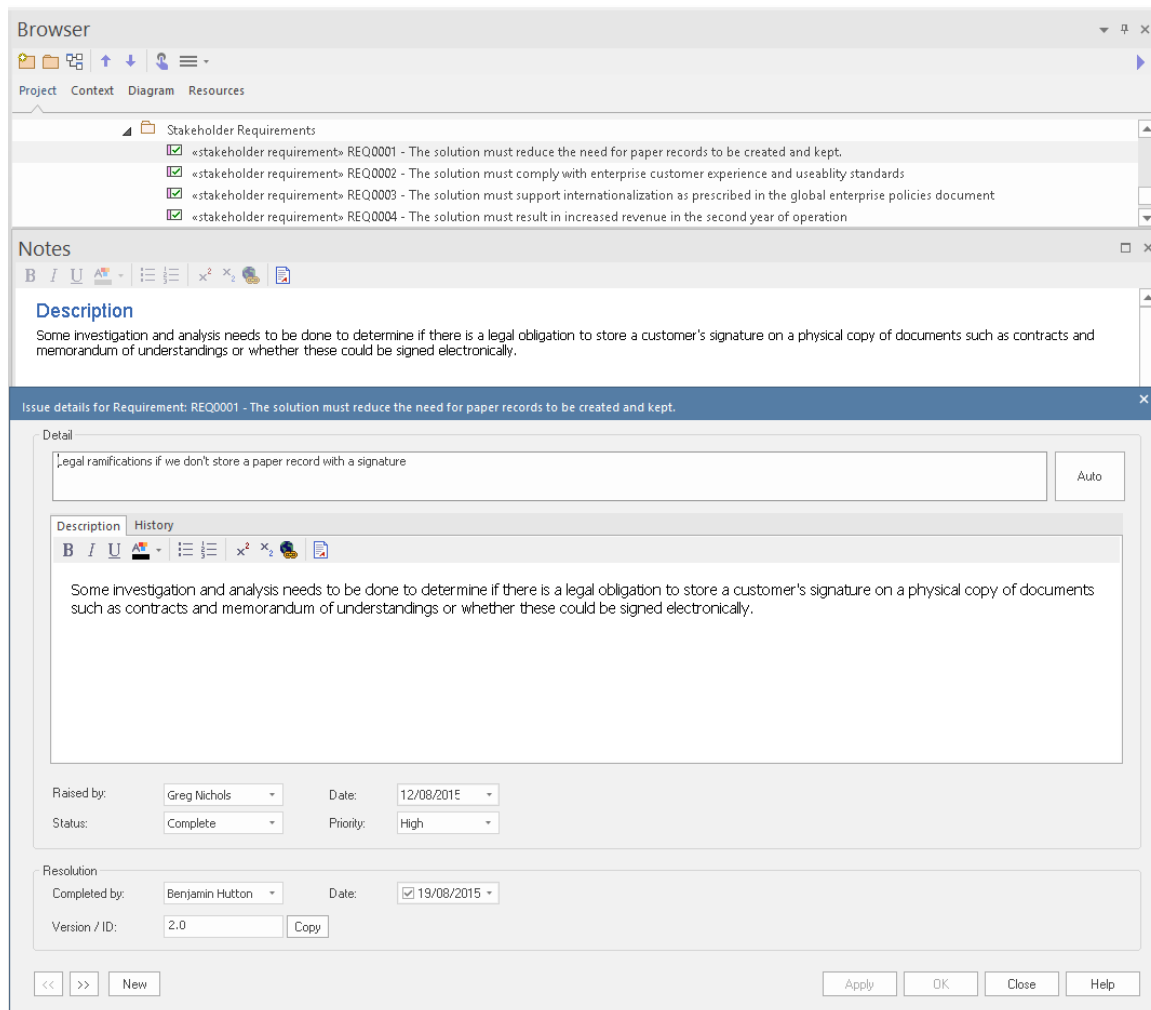 Browser
Project Context Diagram Resources
Stakeholder Requirements
«stakeholder requirement» REQ0001 - The solution must reduce the need for paper records to be created and kept.
«stakeholder requirement» REQ0002 - The solution must comply with enterprise customer experience and useablity standards
«stakeholder requirement» REQ0003 - The solution must support internationalization as prescribed in the global enterprise policies document
«stakeholder requirement» REQ0004 - The solution must result in increased revenue in the second year of operation
Notes
B I U A x² x₂
Description
Some investigation and analysis needs to be done to determine if there is a legal obligation to store a customer's signature on a physical copy of documents such as contracts and
memorandum of understandings or whether these could be signed electronically.
Issue details for Requirement: REQ0001 - The solution must reduce the need for paper records to be created and kept.
Detail
Legal ramifications if we don't store a paper record with a signature
Auto
Description History
B I U A x² x₂
Some investigation and analysis needs to be done to determine if there is a legal obligation to store a customer's signature on a physical copy of documents
such as contracts and memorandum of understandings or whether these could be signed electronically.
Raised by: Greg Nichols Date: 12/08/2015
Status: Complete Priority: High
Resolution
Completed by: Benjamin Hutton Date: 19/08/2015
Version / ID: 2.0 Copy
<< >> New Apply OK Close Help